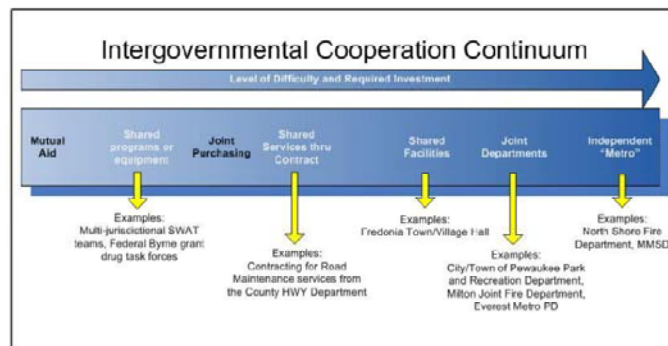 Intergovernmental Cooperation Continuum
Level of Difficulty and Required Investment
Mutual
Aid
Shared
programs or
equipment
Joint
Purchasing
Shared
Services thru
Contract
Shared
Facilities
Joint
Departments
Independent
"Metro"
Examples:
Multi-jurisdictional SWAT
teams, Federal Byrne grant
drug task forces
Examples:
Contracting for Road
Maintenance services from
the County HWY Department
Examples:
Fredonia Town/Village Hall
Examples:
City/Town of Pewaukee Park
and Recreation Department,
Milton Joint Fire Department,
Everest Metro PD
Examples:
North Shore Fire
Department, MMSD